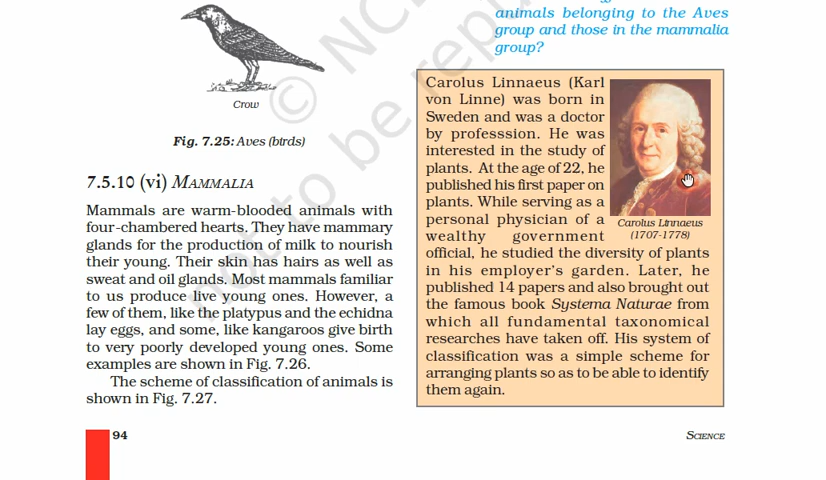 animals belonging to the Aves
group and those in the mammalia
group?
Crow
Fig. 7.25: Aves (birds)
7.5.10 (vi) MAMMALIA
Mammals are warm-blooded animals with
four-chambered hearts. They have mammary
glands for the production of milk to nourish
their young. Their skin has hairs as well as
sweat and oil glands. Most mammals familiar
to us produce live young ones. However, a
few of them, like the platypus and the echidna
lay eggs, and some, like kangaroos give birth
to very poorly developed young ones. Some
examples are shown in Fig. 7.26.
The scheme of classification of animals is
shown in Fig. 7.27.
Carolus Linnaeus (Karl
von Linne) was born in
Sweden and was a doctor
by professsion. He was
interested in the study of
plants. At the age of 22, he
published his first paper on
plants. While serving as a
personal physician of a
wealthy government
official, he studied the diversity of plants
in his employer's garden. Later, he
published 14 papers and also brought out
the famous book Systema Naturae from
which all fundamental taxonomical
researches have taken off. His system of
classification was a simple scheme for
arranging plants so as to be able to identify
them again.
Carolus Linnaeus
(1707-1778)
94
SCIENCE
© NC
not to be rep